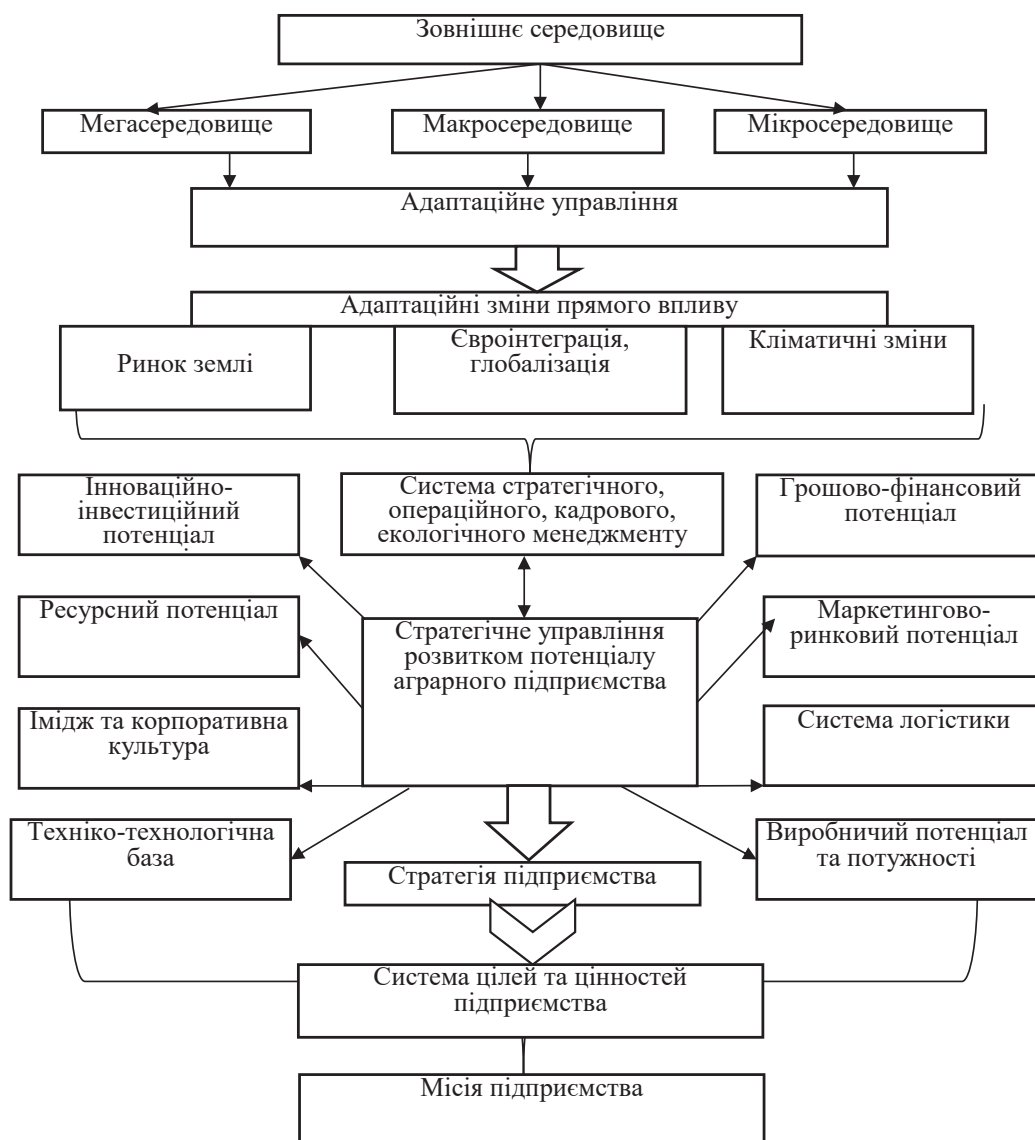 Зовнішнє середовище
Мегасередовище
Макросередовище
Мікросередовище
Адаптаційне управління
Адаптаційні зміни прямого впливу
Ринок землі
Євроінтеграція,
глобалізація
Кліматичні зміни
Інноваційно-
інвестиційний
потенціал
Система стратегічного,
операційного, кадрового,
екологічного менеджменту
Грошово-фінансовий
потенціал
Ресурсний потенціал
Стратегічне управління
розвитком потенціалу
аграрного підприємства
Маркетингово-
ринковий потенціал
Імідж та корпоративна
культура
Система логістики
Техніко-технологічна
база
Виробничий потенціал
та потужності
Стратегія підприємства
Система цілей та цінностей
підприємства
Місія підприємства